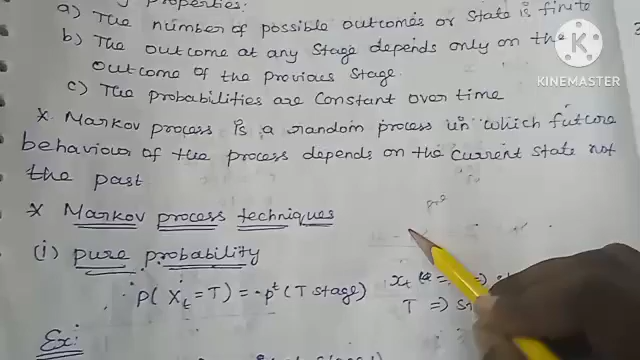 Properties:
a) The number of possible outcomes or state is finite
b) The outcome at any stage depends only on the
outcome of the previous stage.
c) The probabilities are constant over time
KINEMASTER
x Markov process is a random process in which future
behaviour of the process depends on the current state not
the past
x Markov process techniques
(i) pure probability
P(Xt = T) = -p^t (T stage)
T =>
Ex: